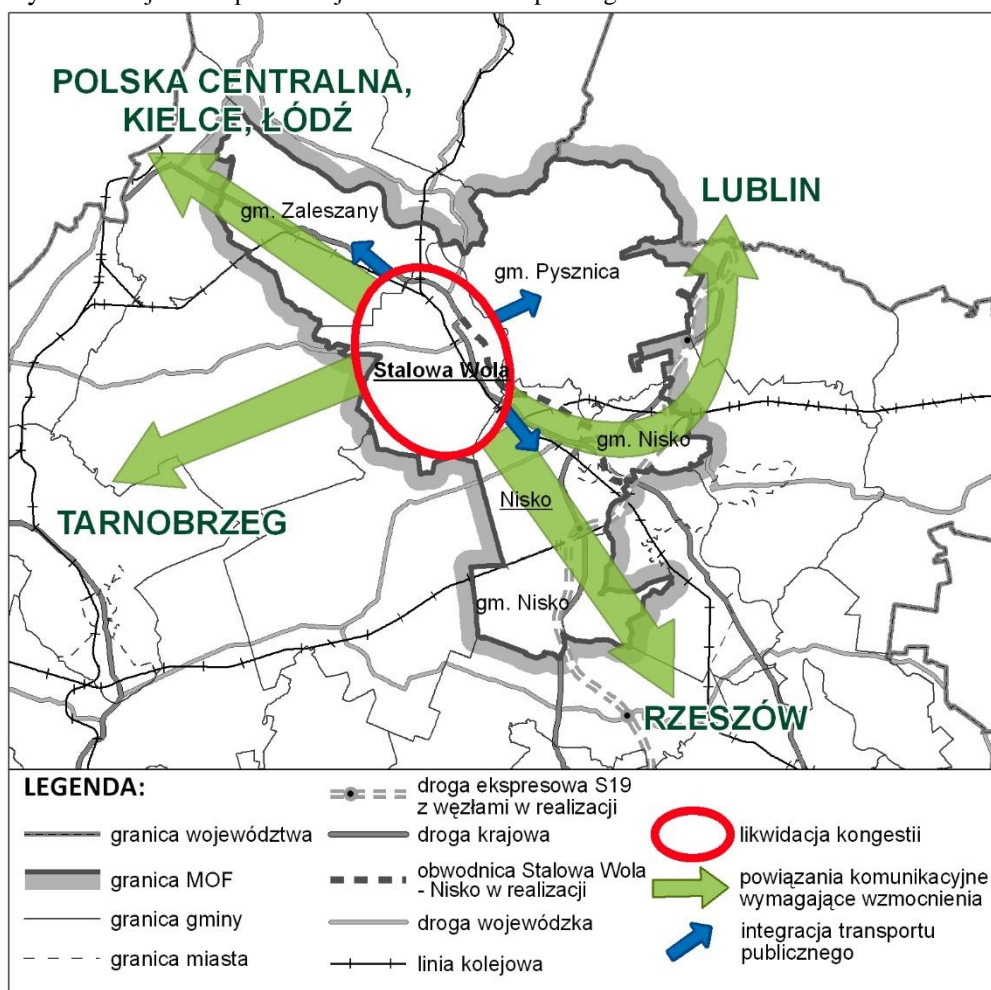 POLSKA CENTRALNA,
KIELCE, ŁÓDŹ
LUBLIN
gm. Zaleszany
gm. Pysznica
Stalowa Wola
gm. Nisko
Nisko
TARNOBRZEG
gm. Nisko
RZESZÓW
LEGENDA:
granica województwa
granica MOF
granica gminy
granica miasta
droga ekspresowa S19
z węzłami w realizacji
droga krajowa
obwodnica Stalowa Wola
- Nisko w realizacji
droga wojewódzka
linia kolejowa
likwidacja kongestii
powiązania komunikacyjne
wymagające wzmocnienia
integracja transportu
publicznego